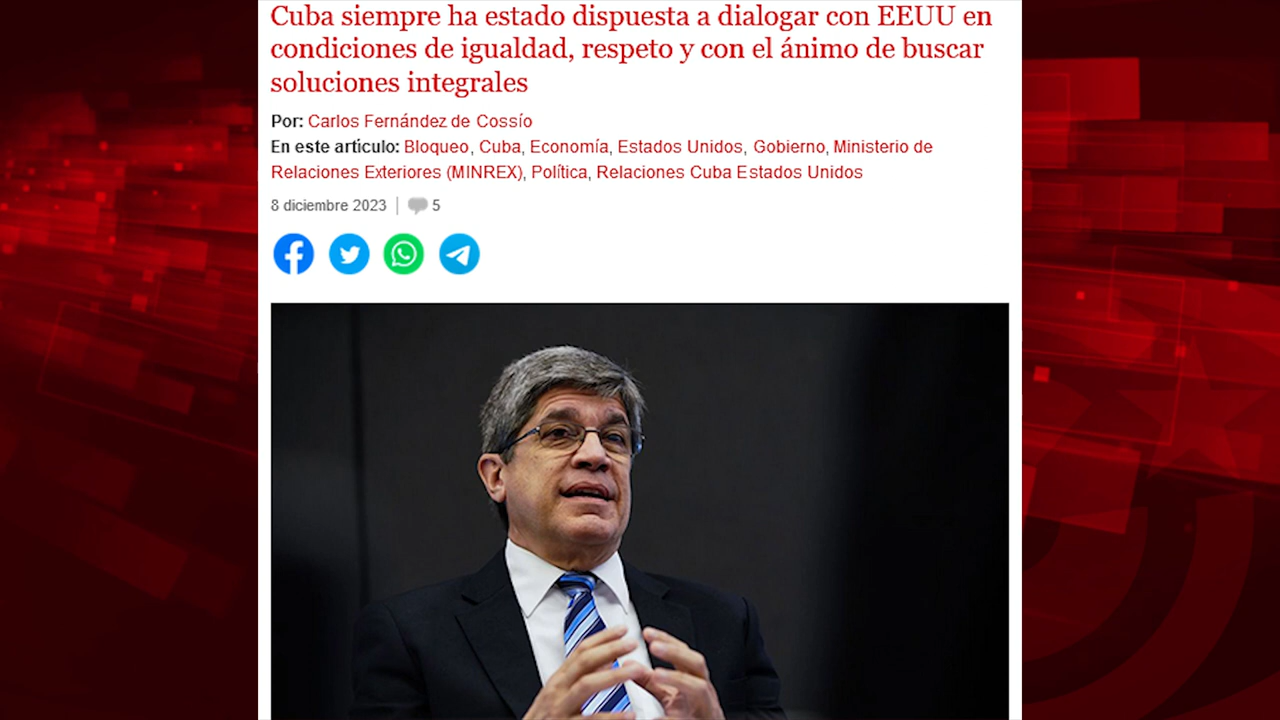 Cuba siempre ha estado dispuesta a dialogar con EEUU en
condiciones de igualdad, respeto y con el ánimo de buscar
soluciones integrales
Por: Carlos Fernández de Cossío
En este artículo: Bloqueo, Cuba, Economía, Estados Unidos, Gobierno, Ministerio de
Relaciones Exteriores (MINREX), Política, Relaciones Cuba Estados Unidos
8 diciembre 2023 | 5